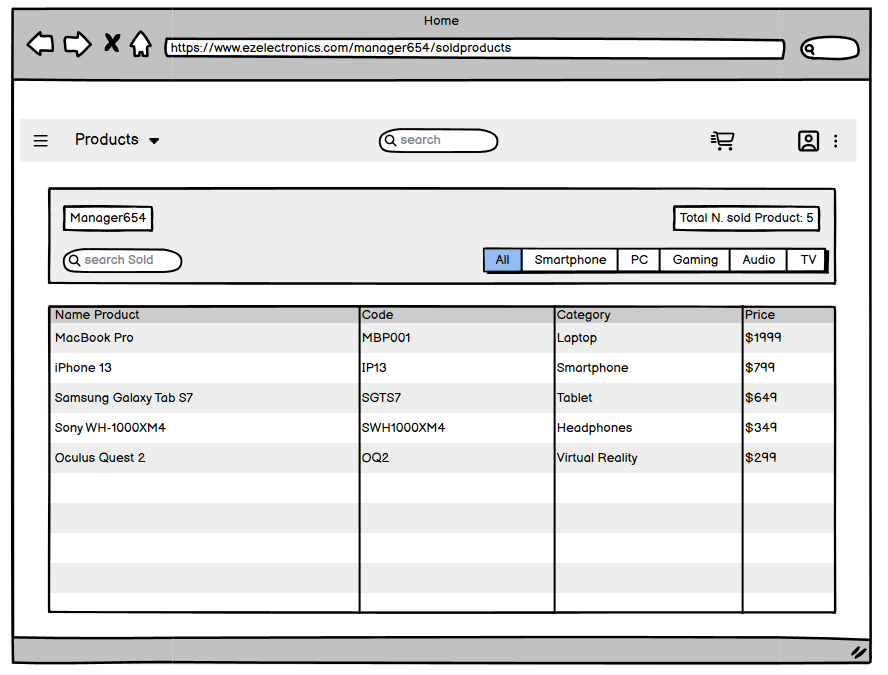 Home
https://www.ezelectronics.com/manager654/soldproducts
Products search
Manager654 Total N. sold Product: 5
search Sold All Smartphone PC Gaming Audio TV
Name Product Code Category Price
MacBook Pro MBP001 Laptop $1999
iPhone 13 IP13 Smartphone $799
Samsung Galaxy Tab S7 SGTS7 Tablet $649
Sony WH-1000XM4 SWH1000XM4 Headphones $349
Oculus Quest 2 OQ2 Virtual Reality $299